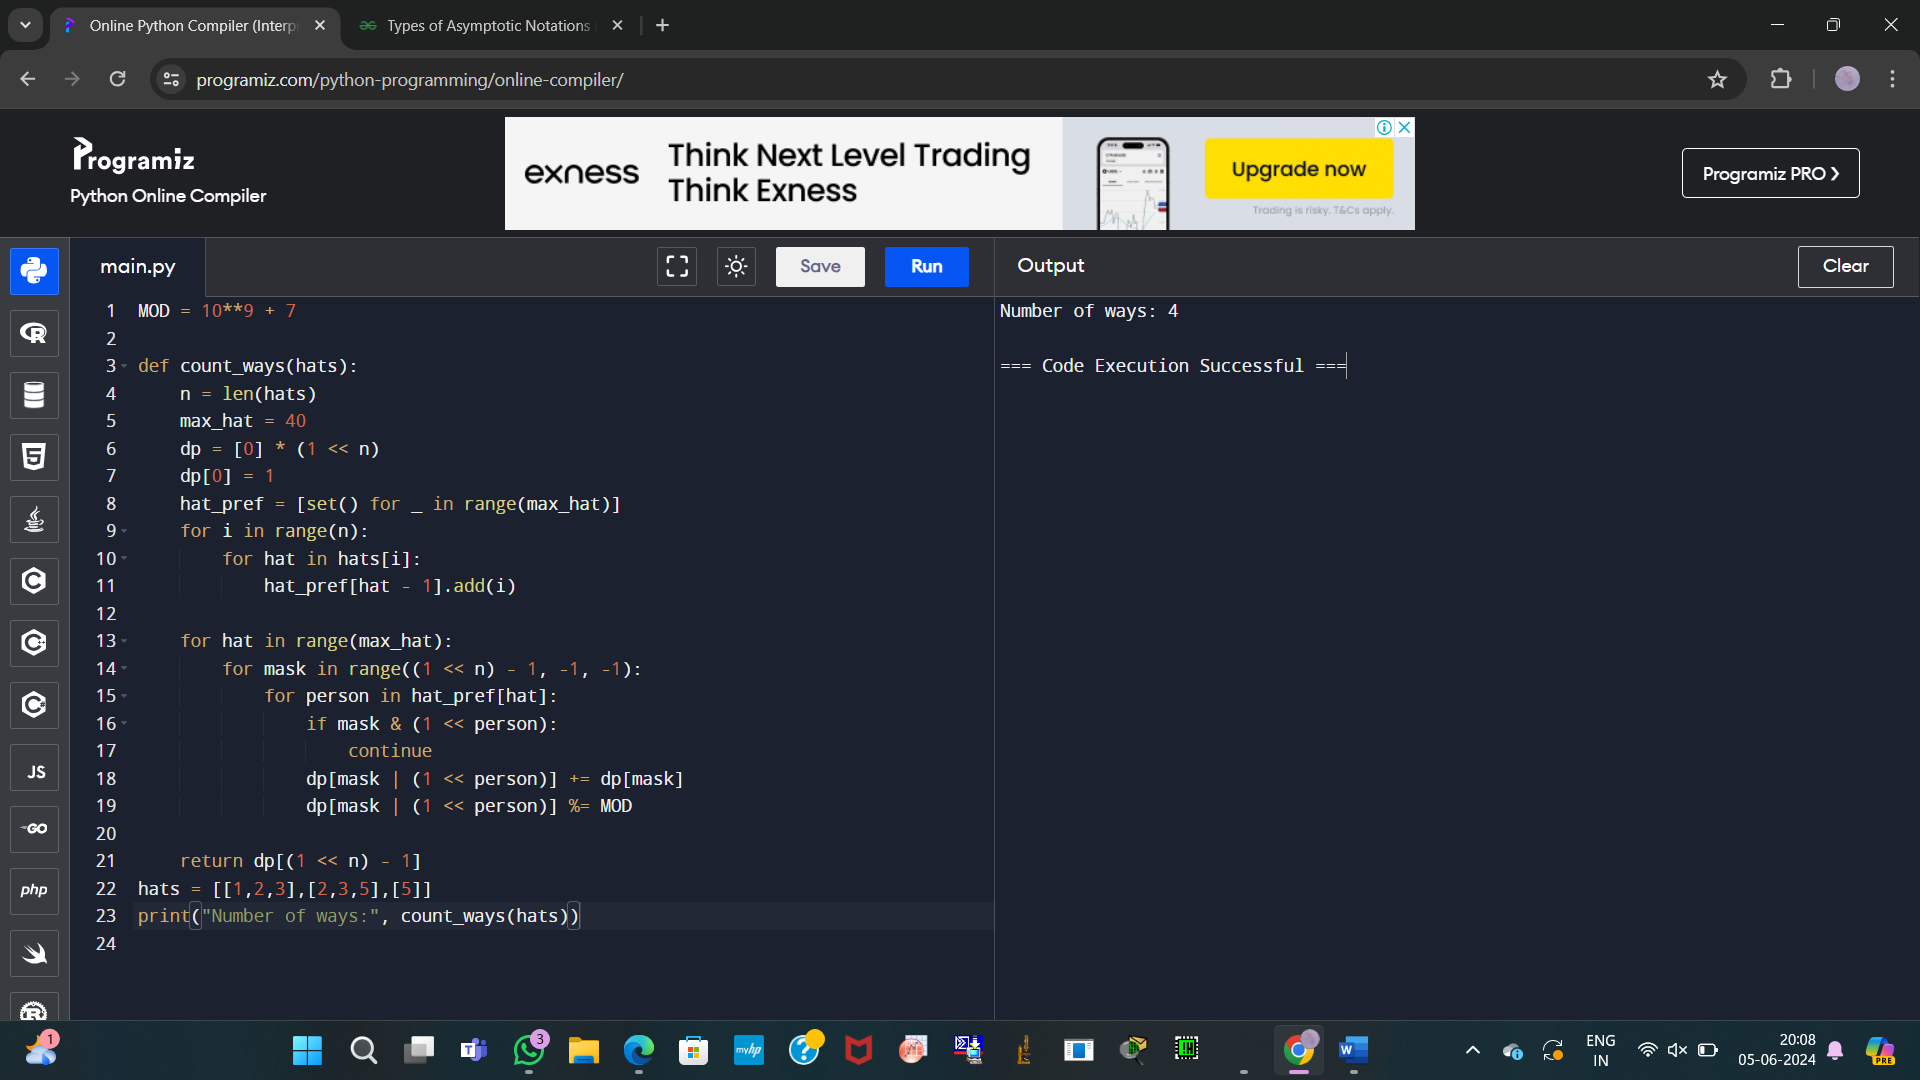 Online Python Compiler (Interp
Types of Asymptotic Notations
programiz.com/python-programming/online-compiler/
Programiz
Python Online Compiler
exness
Think Next Level Trading
Think Exness
Upgrade now
Trading is risky. T&Cs apply.
Programiz PRO ❯
main.py
Save
Run
Output
Clear
1 MOD = 10**9 + 7
2
3 def count_ways(hats):
4     n = len(hats)
5     max_hat = 40
6     dp = [0] * (1 << n)
7     dp[0] = 1
8     hat_pref = [set() for _ in range(max_hat)]
9     for i in range(n):
10         for hat in hats[i]:
11             hat_pref[hat - 1].add(i)
12
13     for hat in range(max_hat):
14         for mask in range((1 << n) - 1, -1, -1):
15             for person in hat_pref[hat]:
16                 if mask & (1 << person):
17                     continue
18                 dp[mask | (1 << person)] += dp[mask]
19                 dp[mask | (1 << person)] %= MOD
20
21     return dp[(1 << n) - 1]
22 hats = [[1,2,3],[2,3,5],[5]]
23 print("Number of ways:", count_ways(hats))
24
Number of ways: 4
=== Code Execution Successful ===
JS
GO
php
1
3
myhp
W
ENG
IN
20:08
05-06-2024
PRE